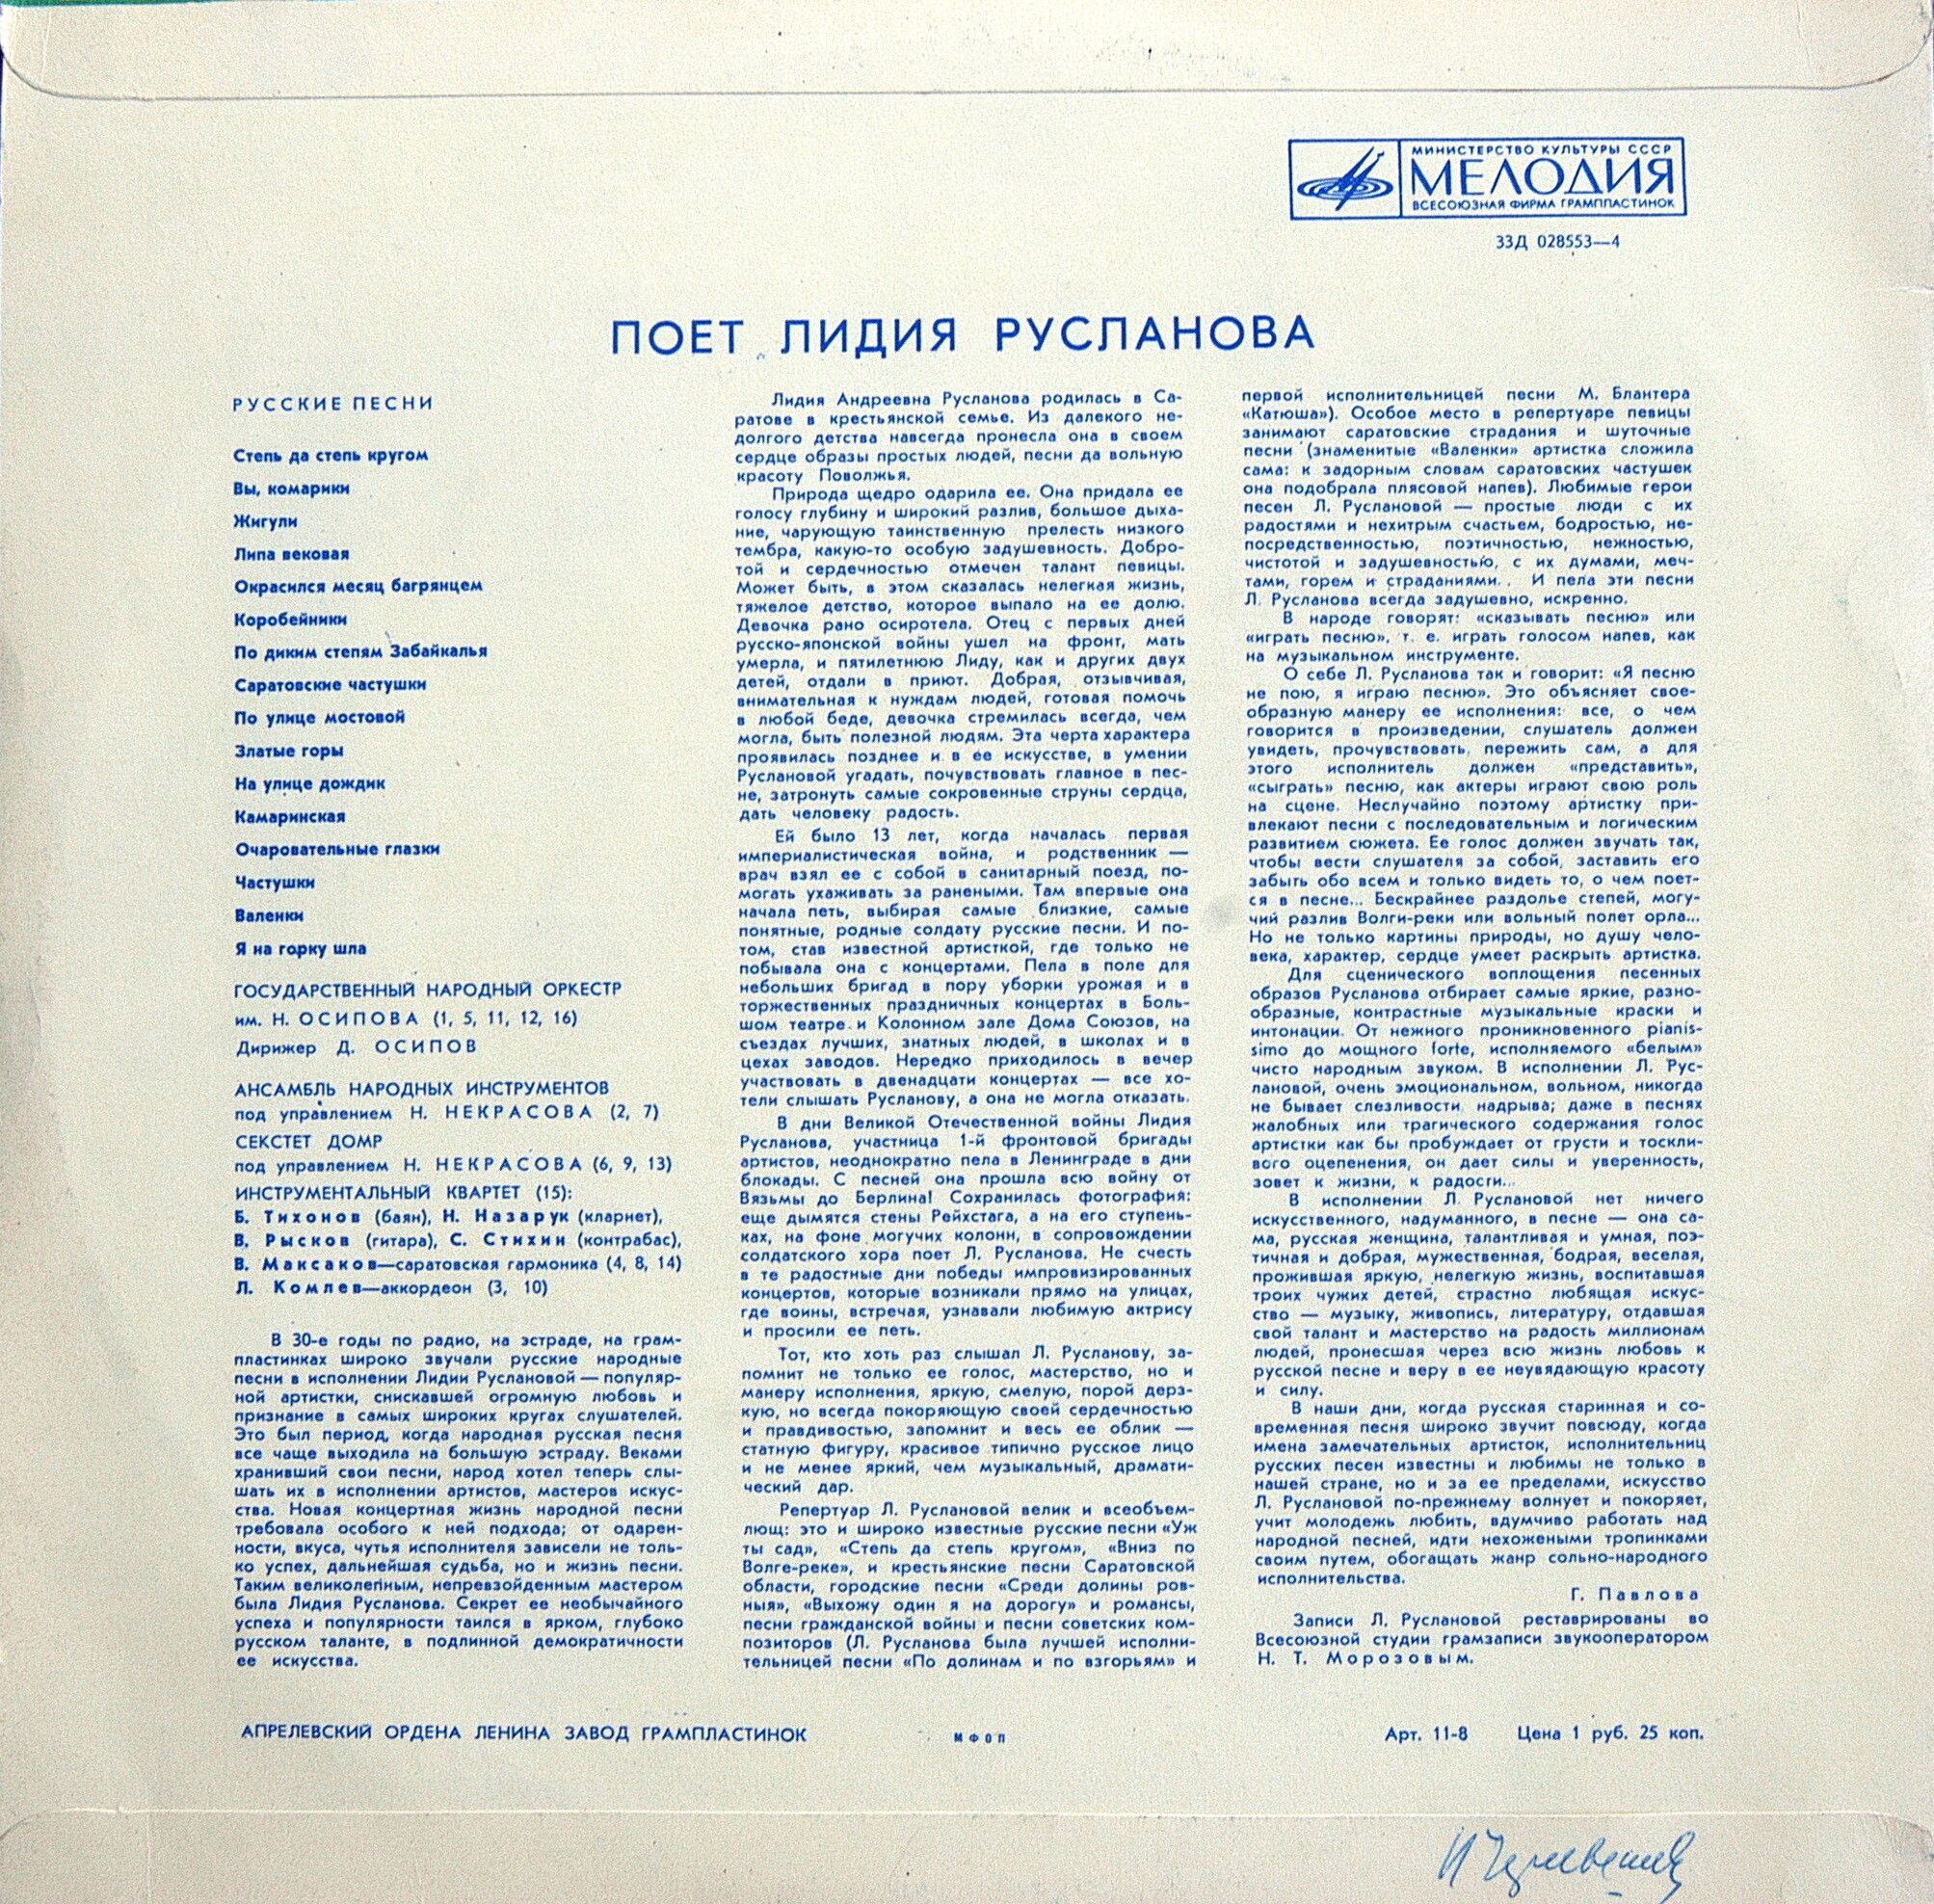 МИНИСТЕРСТВО КУЛЬТУРЫ СССР
МЕЛОДИЯ
ВСЕСОЮЗНАЯ ФИРМА ГРАМПЛАСТИНОК
33Д 028553—4
ПОЕТ ЛИДИЯ РУСЛАНОВА
РУССКИЕ ПЕСНИ
Степь да степь кругом
Вы, комарики
Жигули
Липа вековая
Окрасился месяц багрянцем
Коробейники
По диким степям Забайкалья
Саратовские частушки
По улице мостовой
Златые горы
На улице дождик
Камаринская
Очаровательные глазки
Частушки
Валенки
Я на горку шла
ГОСУДАРСТВЕННЫЙ НАРОДНЫЙ ОРКЕСТР
им. Н. ОСИПОВА (1, 5, 11, 12, 16)
Дирижер Д. ОСИПОВ
АНСАМБЛЬ НАРОДНЫХ ИНСТРУМЕНТОВ
под управлением Н. НЕКРАСОВА (2, 7)
СЕКСТЕТ ДОМР
под управлением Н. НЕКРАСОВА (6, 9, 13)
ИНСТРУМЕНТАЛЬНЫЙ КВАРТЕТ (15):
Б. Тихонов (баян), Н. Назарук (кларнет),
В. Рысков (гитара), С. Стихин (контрабас),
В. Максаков—саратовская гармоника (4, 8, 14)
Л. Комлев—аккордеон (3, 10)
В 30-е годы по радио, на эстраде, на грам-
пластинках широко звучали русские народные
песни в исполнении Лидии Руслановой — популяр-
ной артистки, снискавшей огромную любовь и
признание в самых широких кругах слушателей.
Это был период, когда народная русская песня
все чаще выходила на большую эстраду. Веками
хранивший свои песни, народ хотел теперь слы-
шать их в исполнении артистов, мастеров искус-
ства. Новая концертная жизнь народной песни
требовала особого к ней подхода; от одарен-
ности, вкуса, чутья исполнителя зависели не толь-
ко успех, дальнейшая судьба, но и жизнь песни.
Таким великолепным, непревзойденным мастером
была Лидия Русланова. Секрет ее необычайного
успеха и популярности таился в ярком, глубоко
русском таланте, в подлинной демократичности
ее искусства.
Лидия Андреевна Русланова родилась в Са-
ратове в крестьянской семье. Из далекого не-
долгого детства навсегда пронесла она в своем
сердце образы простых людей, песни да вольную
красоту Поволжья.
Природа щедро одарила ее. Она придала ее
голосу глубину и широкий разлив, большое дыха-
ние, чарующую таинственную прелесть низкого
тембра, какую-то особую задушевность. Добро-
той и сердечностью отмечен талант певицы.
Может быть, в этом сказалась нелегкая жизнь,
тяжелое детство, которое выпало на ее долю.
Девочка рано осиротела. Отец с первых дней
русско-японской войны ушел на фронт, мать
умерла, и пятилетнюю Лиду, как и других двух
детей, отдали в приют. Добрая, отзывчивая,
внимательная к нуждам людей, готовая помочь
в любой беде, девочка стремилась всегда, чем
могла, быть полезной людям. Эта черта характера
проявилась позднее и в ее искусстве, в умении
Руслановой угадать, почувствовать главное в пес-
не, затронуть самые сокровенные струны сердца,
дать человеку радость.
Ей было 13 лет, когда началась первая
империалистическая война, и родственник —
врач взял ее с собой в санитарный поезд, по-
могать ухаживать за ранеными. Там впервые она
начала петь, выбирая самые близкие, самые
понятные, родные солдату русские песни. И по-
том, став известной артисткой, где только не
побывала она с концертами. Пела в поле для
небольших бригад в пору уборки урожая и в
торжественных праздничных концертах в Боль-
шом театре и Колонном зале Дома Союзов, на
съездах лучших, знатных людей, в школах и в
цехах заводов. Нередко приходилось в вечер
участвовать в двенадцати концертах — все хо-
тели слышать Русланову, а она не могла отказать.
В дни Великой Отечественной войны Лидия
Русланова, участница 1-й фронтовой бригады
артистов, неоднократно пела в Ленинграде в дни
блокады. С песней она прошла всю войну от
Вязьмы до Берлина! Сохранилась фотография:
еще дымятся стены Рейхстага, а на его ступень-
ках, на фоне могучих колонн, в сопровождении
солдатского хора поет Л. Русланова. Не счесть
в те радостные дни победы импровизированных
концертов, которые возникали прямо на улицах,
где воины, встречая, узнавали любимую актрису
и просили ее петь.
Тот, кто хоть раз слышал Л. Русланову, за-
помнит не только ее голос, мастерство, но и
манеру исполнения, яркую, смелую, порой дерз-
кую, но всегда покоряющую своей сердечностью
и правдивостью, запомнит и весь ее облик —
статную фигуру, красивое типично русское лицо
и не менее яркий, чем музыкальный, драмати-
ческий дар.
Репертуар Л. Руслановой велик и всеобъем-
лющ: это и широко известные русские песни «Уж
ты сад», «Степь да степь кругом», «Вниз по
Волге-реке», и крестьянские песни Саратовской
области, городские песни «Среди долины ров-
ныя», «Выхожу один я на дорогу» и романсы,
песни гражданской войны и песни советских ком-
позиторов (Л. Русланова была лучшей исполни-
тельницей песни «По долинам и по взгорьям» и
первой исполнительницей песни М. Блантера
«Катюша»). Особое место в репертуаре певицы
занимают саратовские страдания и шуточные
песни (знаменитые «Валенки» артистка сложила
сама: к задорным словам саратовских частушек
она подобрала плясовой напев). Любимые герои
песен Л. Руслановой — простые люди с их
радостями и нехитрым счастьем, бодростью, не-
посредственностью, поэтичностью, нежностью,
чистотой и задушевностью, с их думами, меч-
тами, горем и страданиями.. И пела эти песни
Л. Русланова всегда задушевно, искренно.
В народе говорят: «сказывать песню» или
«играть песню», т. е. играть голосом напев, как
на музыкальном инструменте.
О себе Л. Русланова так и говорит: «Я песню
не пою, я играю песню». Это объясняет свое-
образную манеру ее исполнения: все, о чем
говорится в произведении, слушатель должен
увидеть, прочувствовать, пережить сам, а для
этого исполнитель должен «представить»,
«сыграть» песню, как актеры играют свою роль
на сцене. Неслучайно поэтому артистку при-
влекают песни с последовательным и логическим
развитием сюжета. Ее голос должен звучать так,
чтобы вести слушателя за собой, заставить его
забыть обо всем и только видеть то, о чем поет-
ся в песне... Бескрайнее раздолье степей, могу-
чий разлив Волги-реки или вольный полет орла...
Но не только картины природы, но душу чело-
века, характер, сердце умеет раскрыть артистка.
Для сценического воплощения песенных
образов Русланова отбирает самые яркие, разно-
образные, контрастные музыкальные краски и
интонации. От нежного проникновенного pianis-
simo до мощного forte, исполняемого «белым»
чисто народным звуком. В исполнении Л. Рус-
лановой, очень эмоциональном, вольном, никогда
не бывает слезливости, надрыва; даже в песнях
жалобных или трагического содержания голос
артистки как бы пробуждает от грусти и тоскли-
вого оцепенения, он дает силы и уверенность,
зовет к жизни, к радости...
В исполнении Л. Руслановой нет ничего
искусственного, надуманного, в песне — она са-
ма, русская женщина, талантливая и умная, поэ-
тичная и добрая, мужественная, бодрая, веселая,
прожившая яркую, нелегкую жизнь, воспитавшая
троих чужих детей, страстно любящая искус-
ство — музыку, живопись, литературу, отдавшая
свой талант и мастерство на радость миллионам
людей, пронесшая через всю жизнь любовь к
русской песне и веру в ее неувядающую красоту
и силу.
В наши дни, когда русская старинная и со-
временная песня широко звучит повсюду, когда
имена замечательных артисток, исполнительниц
русских песен известны и любимы не только в
нашей стране, но и за ее пределами, искусство
Л. Руслановой по-прежнему волнует и покоряет,
учит молодежь любить, вдумчиво работать над
народной песней, идти нехожеными тропинками
своим путем, обогащать жанр сольно-народного
исполнительства.
Г. Павлова
Записи Л. Руслановой реставрированы во
Всесоюзной студии грамзаписи звукооператором
Н. Т. Морозовым.
АПРЕЛЕВСКИЙ ОРДЕНА ЛЕНИНА ЗАВОД ГРАМПЛАСТИНОК
МФОП
Арт. 11-8 Цена 1 руб. 25 коп.